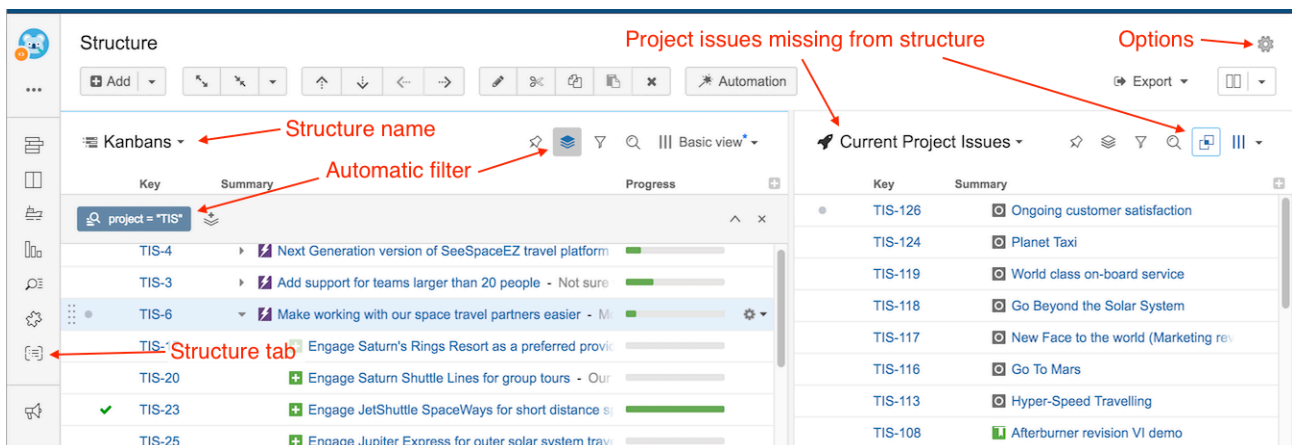 Structure
Project issues missing from structure
Options
Add
Automation
Export
Kanbans
Structure name
Basic view*
Current Project Issues
Automatic filter
Key Summary Progress
Key Summary
project = "TIS"
TIS-4 Next Generation version of SeeSpaceEZ travel platform
TIS-3 Add support for teams larger than 20 people - Not sure
TIS-6 Make working with our space travel partners easier -
Engage Saturn's Rings Resort as a preferred
Structure tab
TIS-20 Engage Saturn Shuttle Lines for group tours - Our
TIS-23 Engage JetShuttle SpaceWays for short distance
TIS-25 Engage Jupiter Express for outer solar system
TIS-126 Ongoing customer satisfaction
TIS-124 Planet Taxi
TIS-119 World class on-board service
TIS-118 Go Beyond the Solar System
TIS-117 New Face to the world (Marketing
TIS-116 Go To Mars
TIS-113 Hyper-Speed Travelling
TIS-108 Afterburner revision VI demo